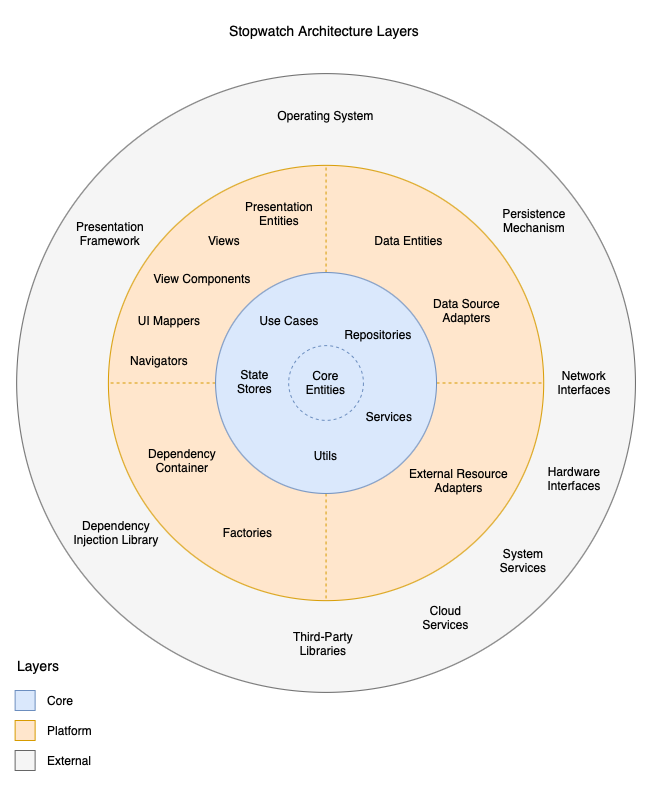 Stopwatch Architecture Layers
Operating System
Presentation
Framework
Persistence
Mechanism
Presentation
Entities
Views
Data Entities
View Components
Data Source
Adapters
UI Mappers
Use Cases
Repositories
Navigators
State
Stores
Core
Entities
Network
Interfaces
Services
Utils
Dependency
Container
External Resource
Adapters
Hardware
Interfaces
Factories
Dependency
Injection Library
System
Services
Cloud
Services
Third-Party
Libraries
Layers
Core
Platform
External